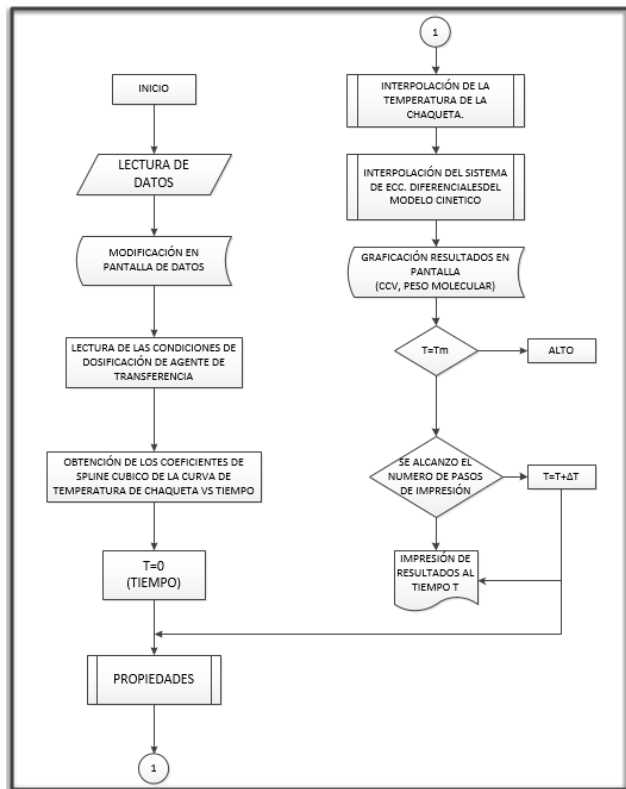 INICIO
LECTURA DE
DATOS
MODIFICACIÓN EN
PANTALLA DE DATOS
LECTURA DE LAS CONDICIONES DE
DOSIFICACIÓN DE AGENTE DE
TRANSFERENCIA
OBTENCIÓN DE LOS COEFICIENTES DE
SPLINE CUBICO DE LA CURVA DE
TEMPERATURA DE CHAQUETA VS TIEMPO
T=0
(TIEMPO)
PROPIEDADES
1
1
INTERPOLACIÓN DE LA
TEMPERATURA DE LA
CHAQUETA.
INTERPOLACIÓN DEL SISTEMA
DE ECC. DIFERENCIALESDEL
MODELO CINETICO
GRAFICACIÓN RESULTADOS EN
PANTALLA
(CCV, PESO MOLECULAR)
T=Tm
ALTO
SE ALCANZO EL
NUMERO DE PASOS
DE IMPRESIÓN
T=T+ΔT
IMPRESIÓN DE
RESULTADOS AL
TIEMPO T